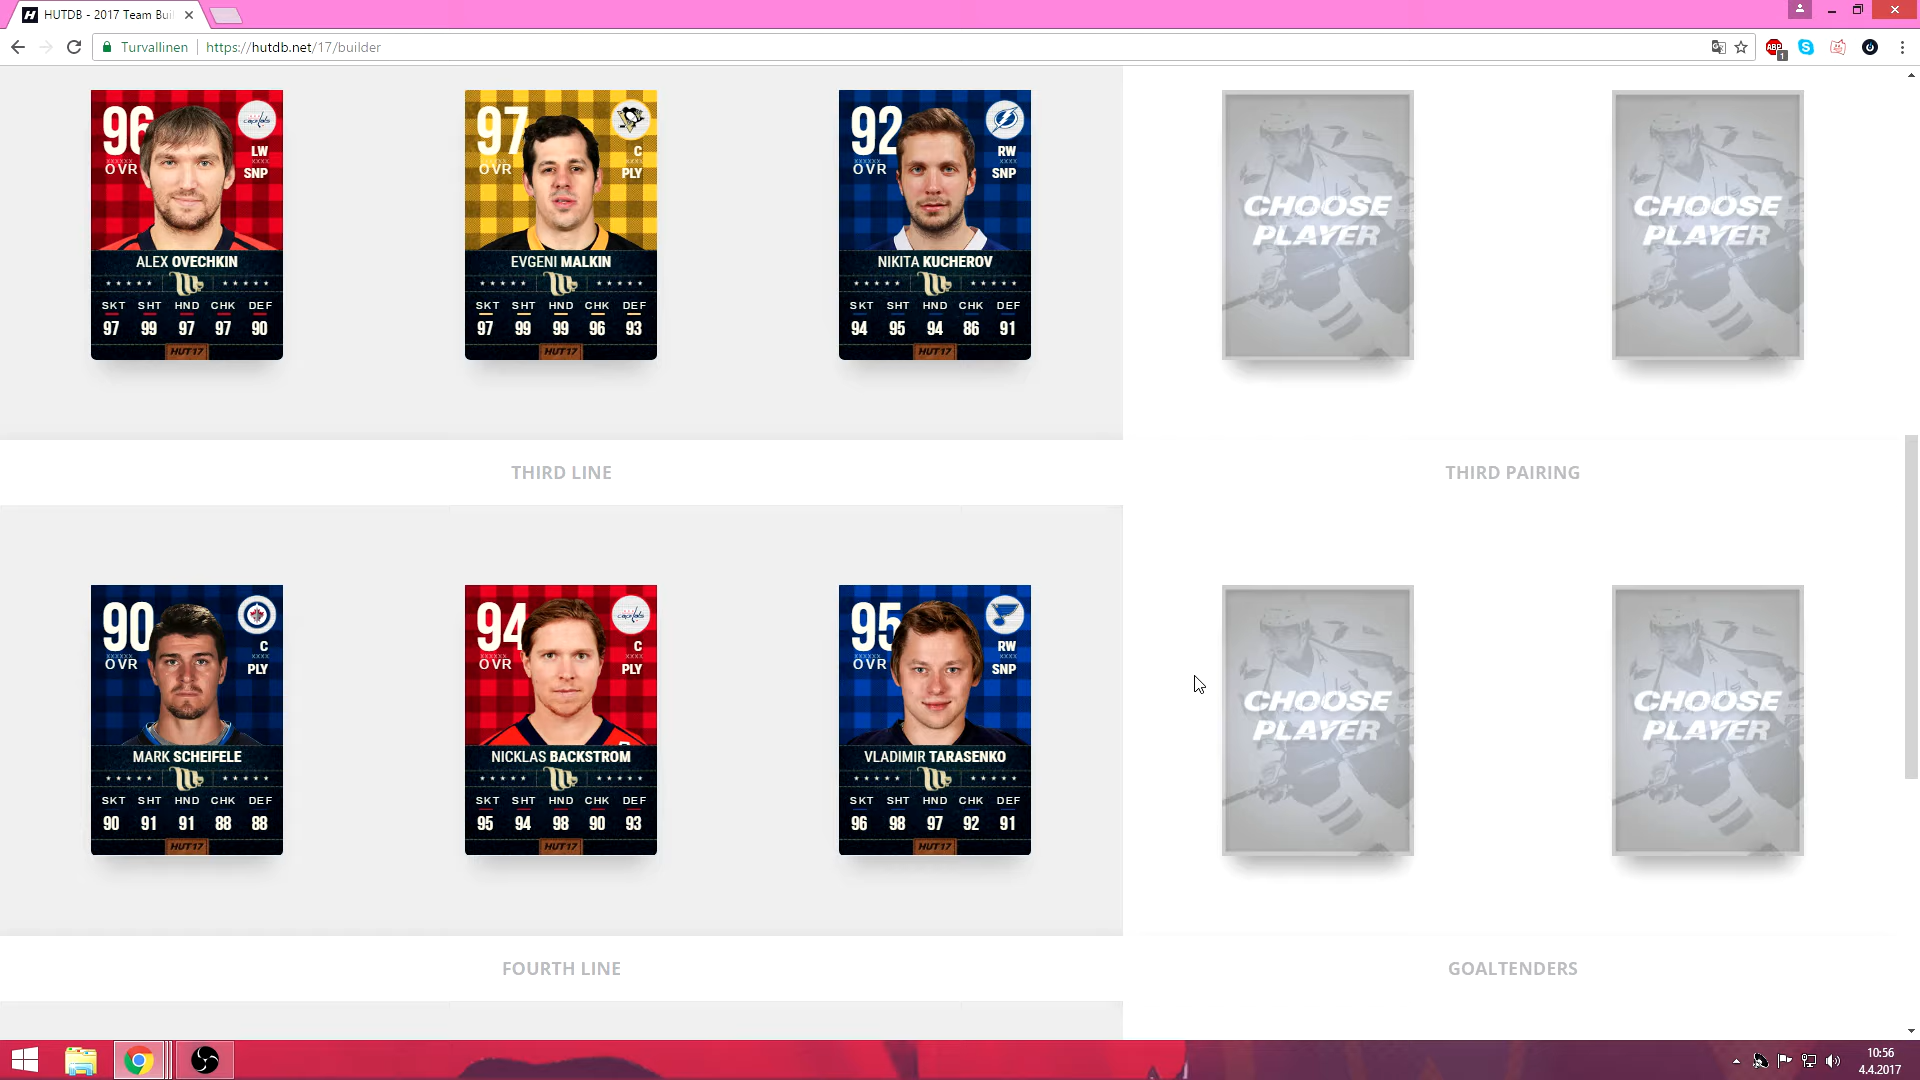 HUTDB - 2017 Team Bui
Turvallinen
https://hutdb.net/17/builder
ABP
1
96
OVR
capitals
LW
SNP
ALEX OVECHKIN
SKT SHT HND CHK DEF
97 99 97 97 90
HUT17
97
OVR
C
PLY
EVGENI MALKIN
SKT SHT HND CHK DEF
97 99 99 96 93
HUT17
92
OVR
RW
SNP
NIKITA KUCHEROV
SKT SHT HND CHK DEF
94 95 94 86 91
HUT17
CHOOSE
PLAYER
CHOOSE
PLAYER
THIRD LINE
THIRD PAIRING
90
OVR
C
PLY
MARK SCHEIFELE
SKT SHT HND CHK DEF
90 91 91 88 88
HUT17
94
OVR
capitals
C
PLY
NICKLAS BACKSTROM
SKT SHT HND CHK DEF
95 94 98 90 93
HUT17
95
OVR
RW
SNP
VLADIMIR TARASENKO
SKT SHT HND CHK DEF
96 98 97 92 91
HUT17
CHOOSE
PLAYER
CHOOSE
PLAYER
FOURTH LINE
GOALTENDERS
10:56
4.4.2017